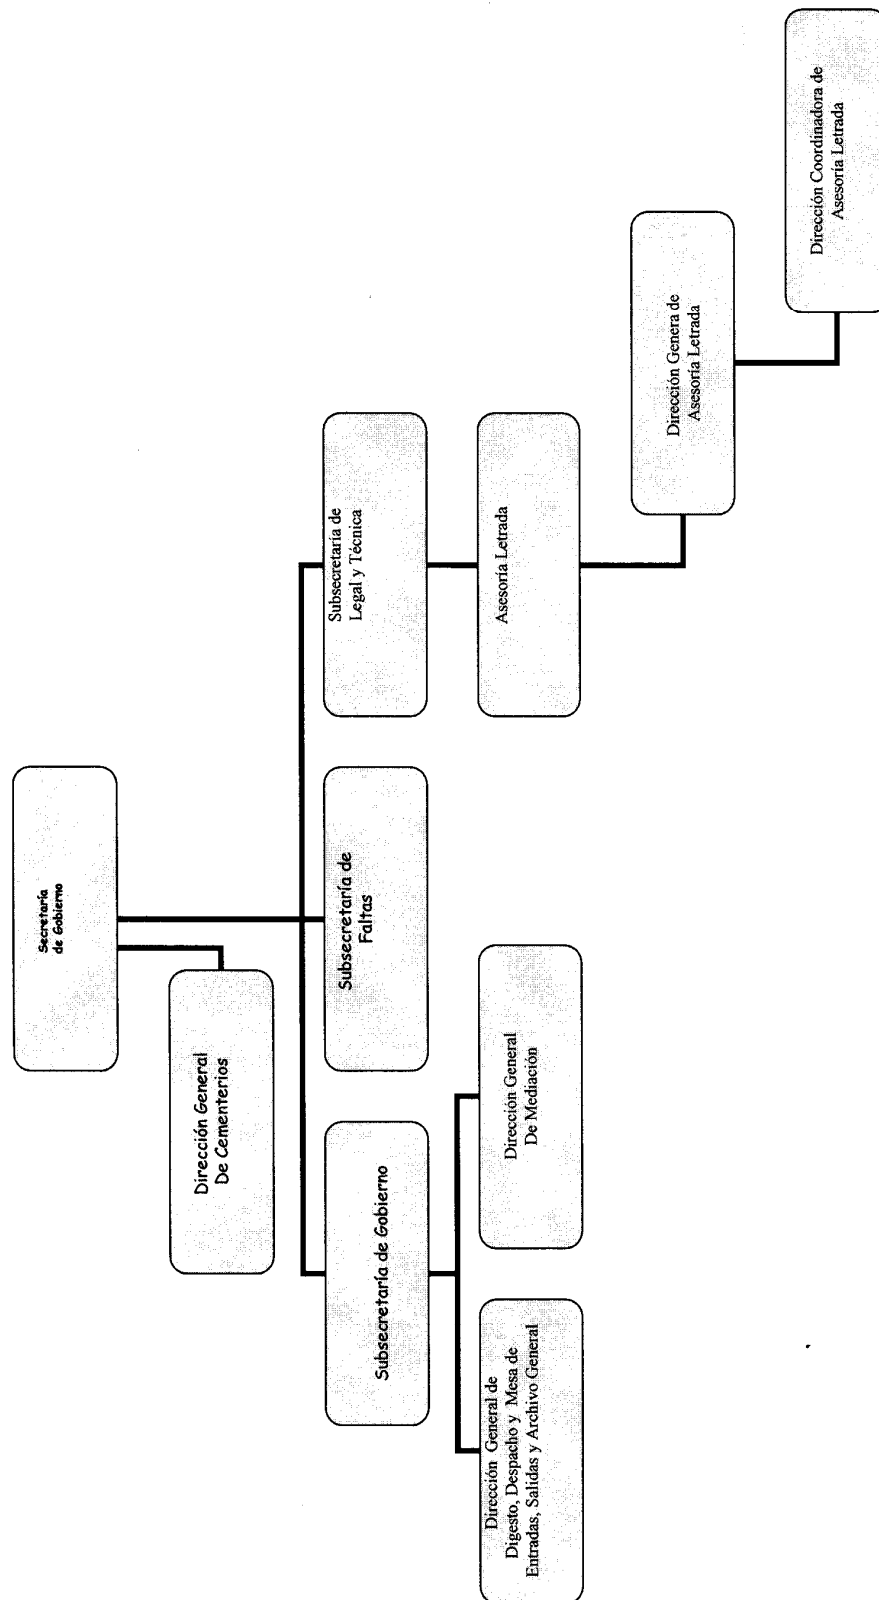 Secretaría
de Gobierno
Dirección General
De Cementerios
Subsecretaría de Gobierno
Subsecretaría de
Faltas
Subsecretaría de
Legal y Técnica
Dirección General de
Digesto, Despacho y Mesa de
Entradas, Salidas y Archivo General
Dirección General
De Mediación
Asesoría Letrada
Dirección Genera de
Asesoría Letrada
Dirección Coordinadora de
Asesoría Letrada